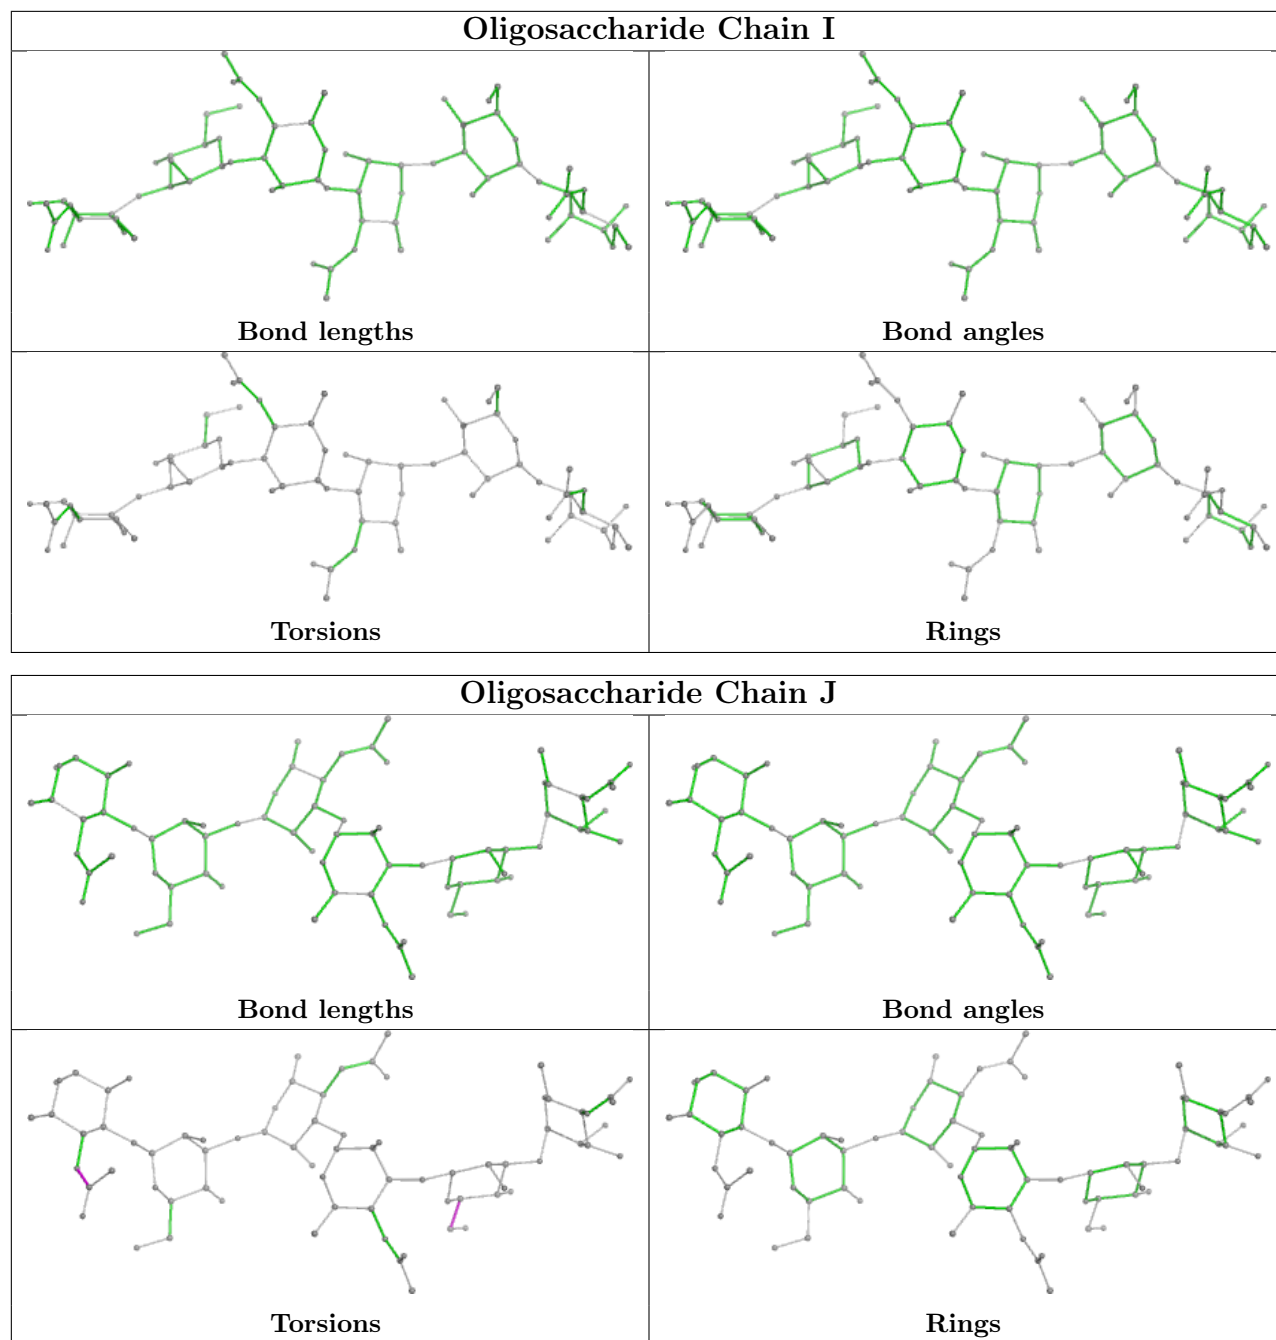 Oligosaccharide Chain I
Bond lengths
Bond angles
Torsions
Rings
Oligosaccharide Chain J
Bond lengths
Bond angles
Torsions
Rings